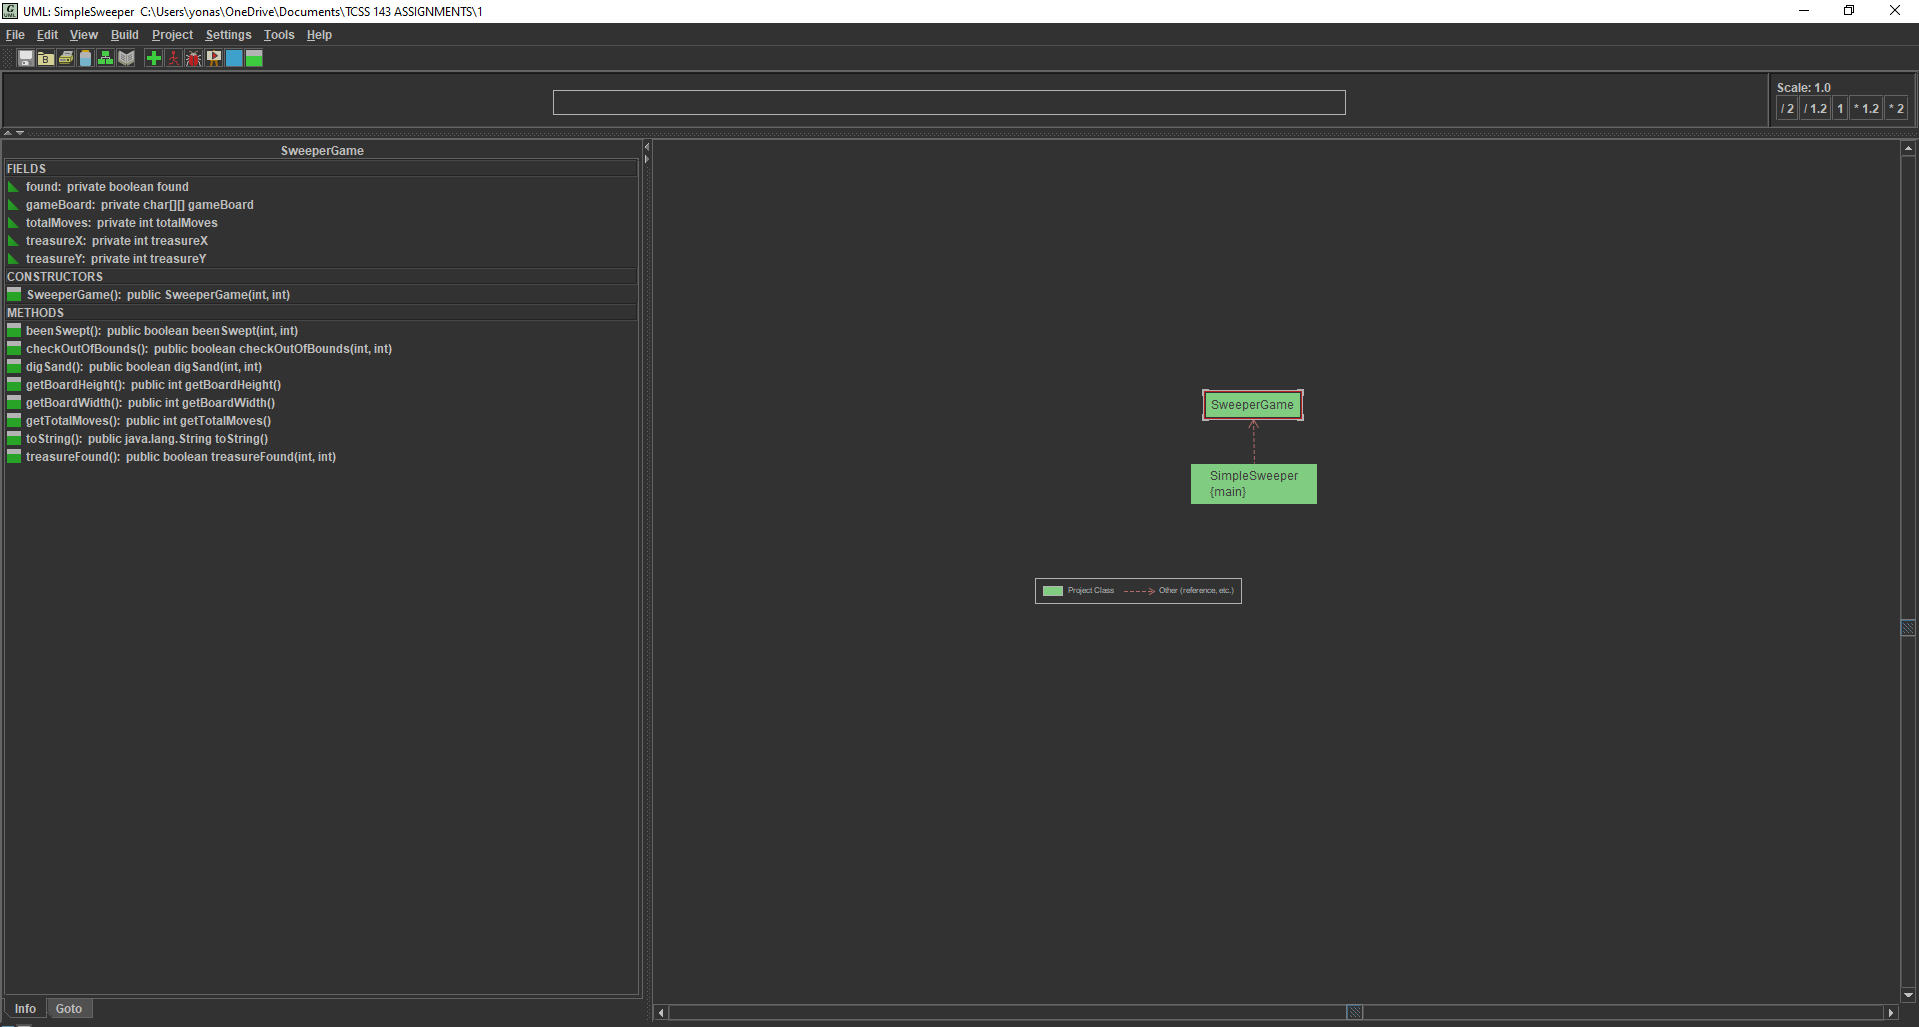 UML: SimpleSweeper  C:\Users\yonas\OneDrive\Documents\TCSS 143 ASSIGNMENTS\1
File Edit View Build Project Settings Tools Help
Scale: 1.0
/ 2 / 1.2 1 * 1.2 * 2
SweeperGame
FIELDS
found:  private boolean found
gameBoard:  private char[][] gameBoard
totalMoves:  private int totalMoves
treasureX:  private int treasureX
treasureY:  private int treasureY
CONSTRUCTORS
SweeperGame():  public SweeperGame(int, int)
METHODS
beenSwept():  public boolean beenSwept(int, int)
checkOutOfBounds():  public boolean checkOutOfBounds(int, int)
digSand():  public boolean digSand(int, int)
getBoardHeight():  public int getBoardHeight()
getBoardWidth():  public int getBoardWidth()
getTotalMoves():  public int getTotalMoves()
toString():  public java.lang.String toString()
treasureFound():  public boolean treasureFound(int, int)
Info Goto
SweeperGame
SimpleSweeper
{main}
Project Class Other (reference, etc.)